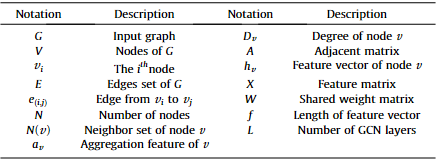 Notation Description Notation Description
G Input graph D_v Degree of node v
V Nodes of G A Adjacent matrix
v_i The i^th node h_v Feature vector of node v
E Edges set of G X Feature matrix
e_(i,j) Edge from v_i to v_j W Shared weight matrix
N Number of nodes f Length of feature vector
N(v) Neighbor set of node v L Number of GCN layers
a_v Aggregation feature of v